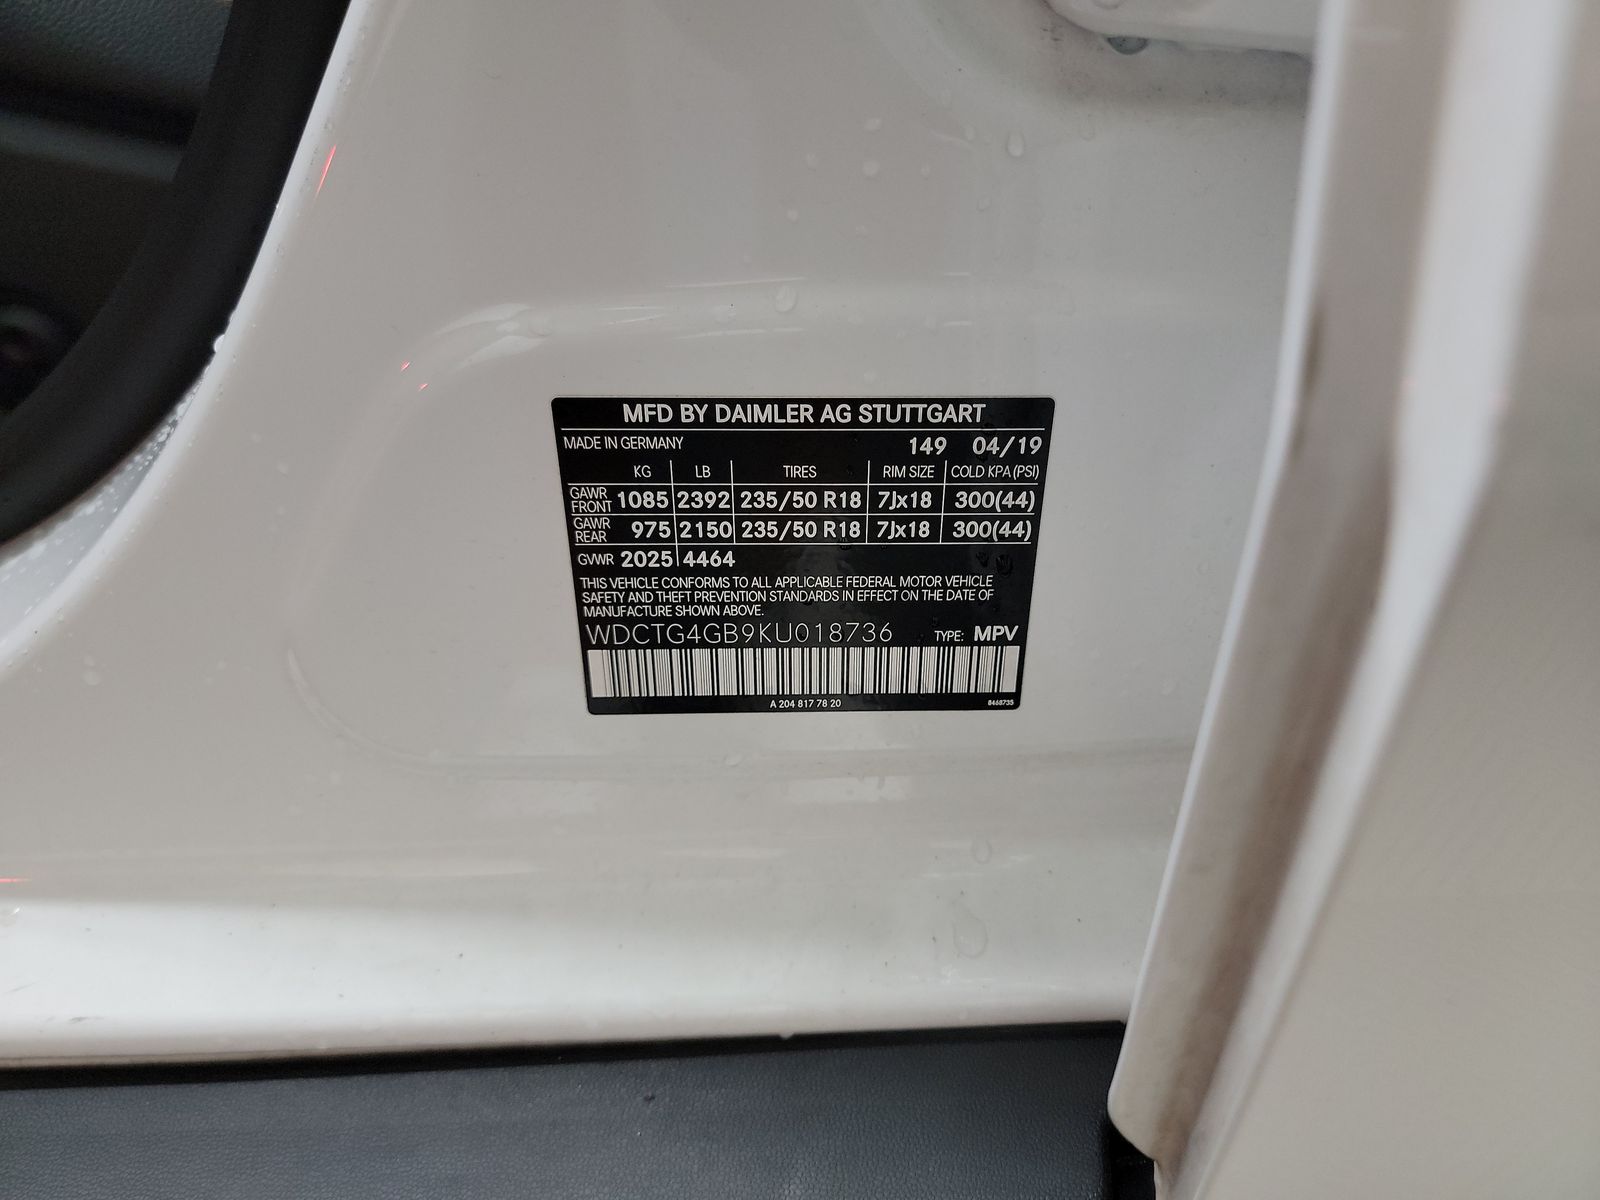 MFD BY DAIMLER AG STUTTGART
MADE IN GERMANY 149 04/19
KG LB TIRES RIM SIZE COLD KPA (PSI)
GAWR FRONT 1085 2392 235/50 R18 7Jx18 300(44)
GAWR REAR 975 2150 235/50 R18 7Jx18 300(44)
GVWR 2025 4464
THIS VEHICLE CONFORMS TO ALL APPLICABLE FEDERAL MOTOR VEHICLE
SAFETY AND THEFT PREVENTION STANDARDS IN EFFECT ON THE DATE OF
MANUFACTURE SHOWN ABOVE.
WDCTG4GB9KU018736 TYPE: MPV
A 204 817 78 20 8468735